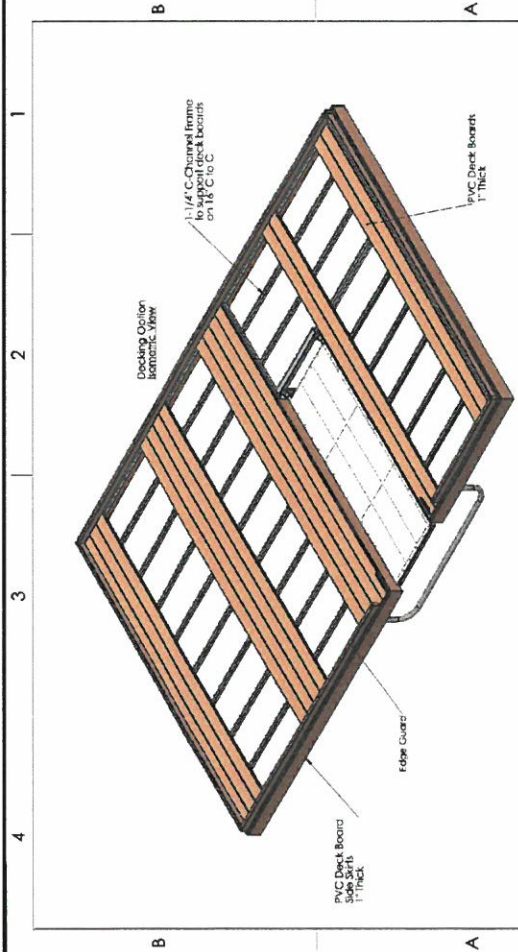 4
3
2
1
B
B
A
A
Decking Option
Isometric View
1-1/4" C-Channel Frame
to support deck boards
on 16" C to C
PVC Deck Boards
1" Thick
Edge Guard
PVC Deck Board
Side Skirts
1" Thick